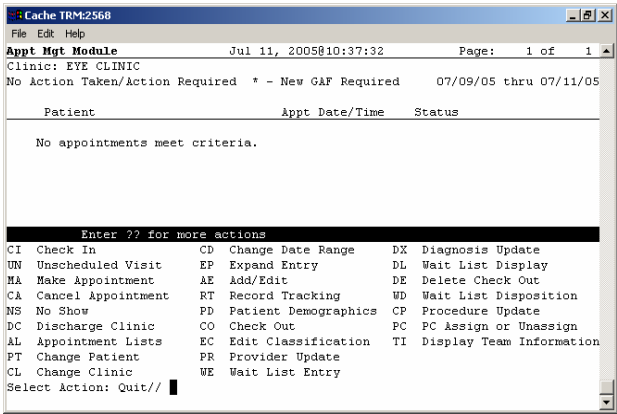 Cache TRM:2568
File Edit Help
Appt Mgt Module Jul 11, 2005@10:37:32 Page: 1 of 1
Clinic: EYE CLINIC
No Action Taken/Action Required * - New GAF Required 07/09/05 thru 07/11/05
Patient Appt Date/Time Status
No appointments meet criteria.
Enter ?? for more actions
CI Check In CD Change Date Range DX Diagnosis Update
UN Unscheduled Visit EP Expand Entry DL Wait List Display
MA Make Appointment AE Add/Edit DE Delete Check Out
CA Cancel Appointment RT Record Tracking WD Wait List Disposition
NS No Show PD Patient Demographics CP Procedure Update
DC Discharge Clinic CO Check Out PC PC Assign or Unassign
AL Appointment Lists EC Edit Classification TI Display Team Information
PT Change Patient PR Provider Update
CL Change Clinic WE Wait List Entry
Select Action: Quit//